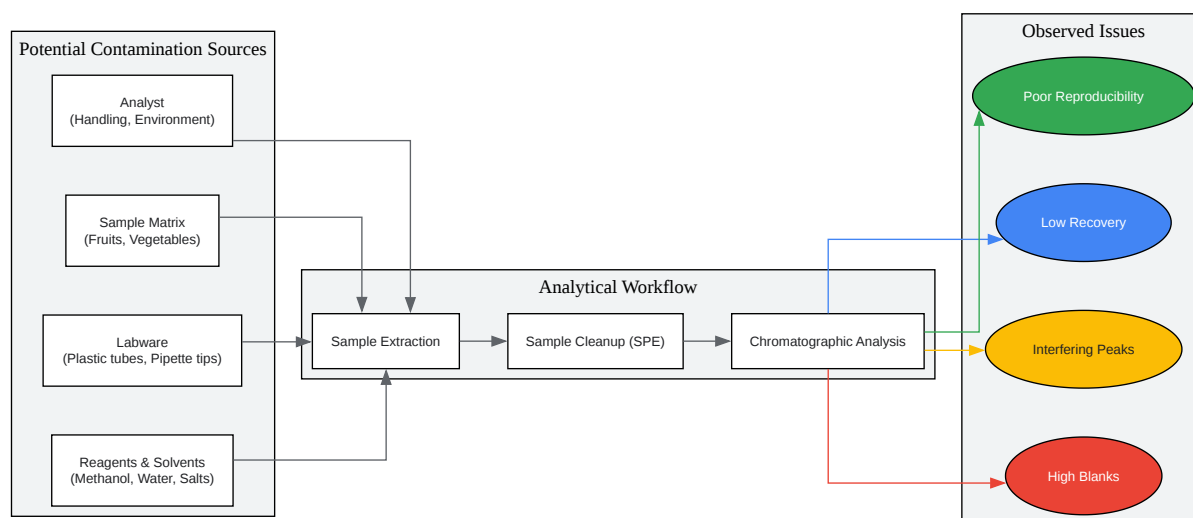 Potential Contamination Sources
Analyst
(Handling, Environment)
Sample Matrix
(Fruits, Vegetables)
Labware
(Plastic tubes, Pipette tips)
Reagents & Solvents
(Methanol, Water, Salts)
Analytical Workflow
Sample Extraction
Sample Cleanup (SPE)
Chromatographic Analysis
Observed Issues
Poor Reproducibility
Low Recovery
Interfering Peaks
High Blanks